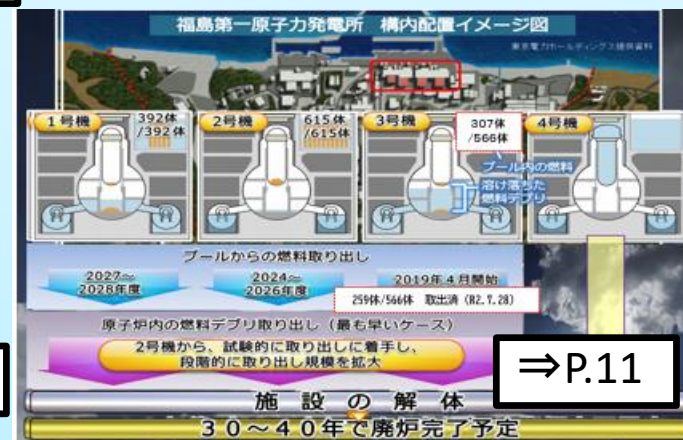 福島第一原子力発電所 構内配置イメージ図
東京電力ホールディングス提供資料
1号機
392体
/392体
2号機
615体
/615体
3号機
307体
/566体
4号機
プール内の燃料
溶け落ちた
燃料デブリ
プールからの燃料取り出し
2027～
2028年度
2024～
2026年度
2019年4月開始
259体/566体 取出済（R2.7.28）
原子炉内の燃料デブリ取り出し（最も早いケース）
2号機から、試験的に取り出しに着手し、
段階的に取り出し規模を拡大
⇒P.11
施設の解体
30～40年で廃炉完了予定